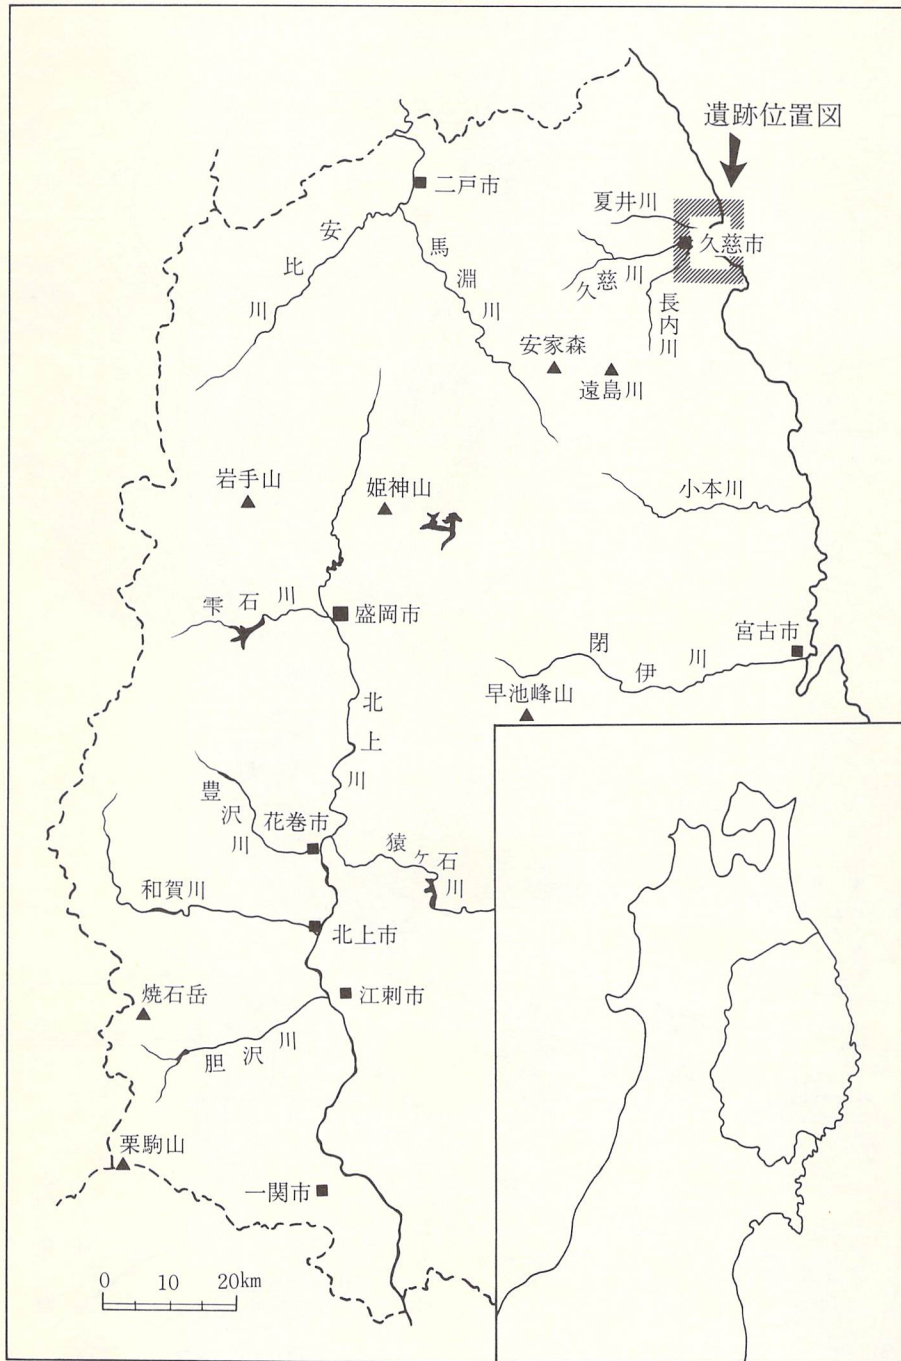 遺跡位置図
二戸市
夏井川
久慈市
安比川
馬淵川
久慈川
長内川
安家森
遠島川
岩手山
姫神山
小本川
雫石川
盛岡市
宮古市
閉伊川
早池峰山
北上川
豊沢川
花巻市
猿ヶ石川
和賀川
北上市
焼石岳
江刺市
胆沢川
栗駒山
一関市
0 10 20km